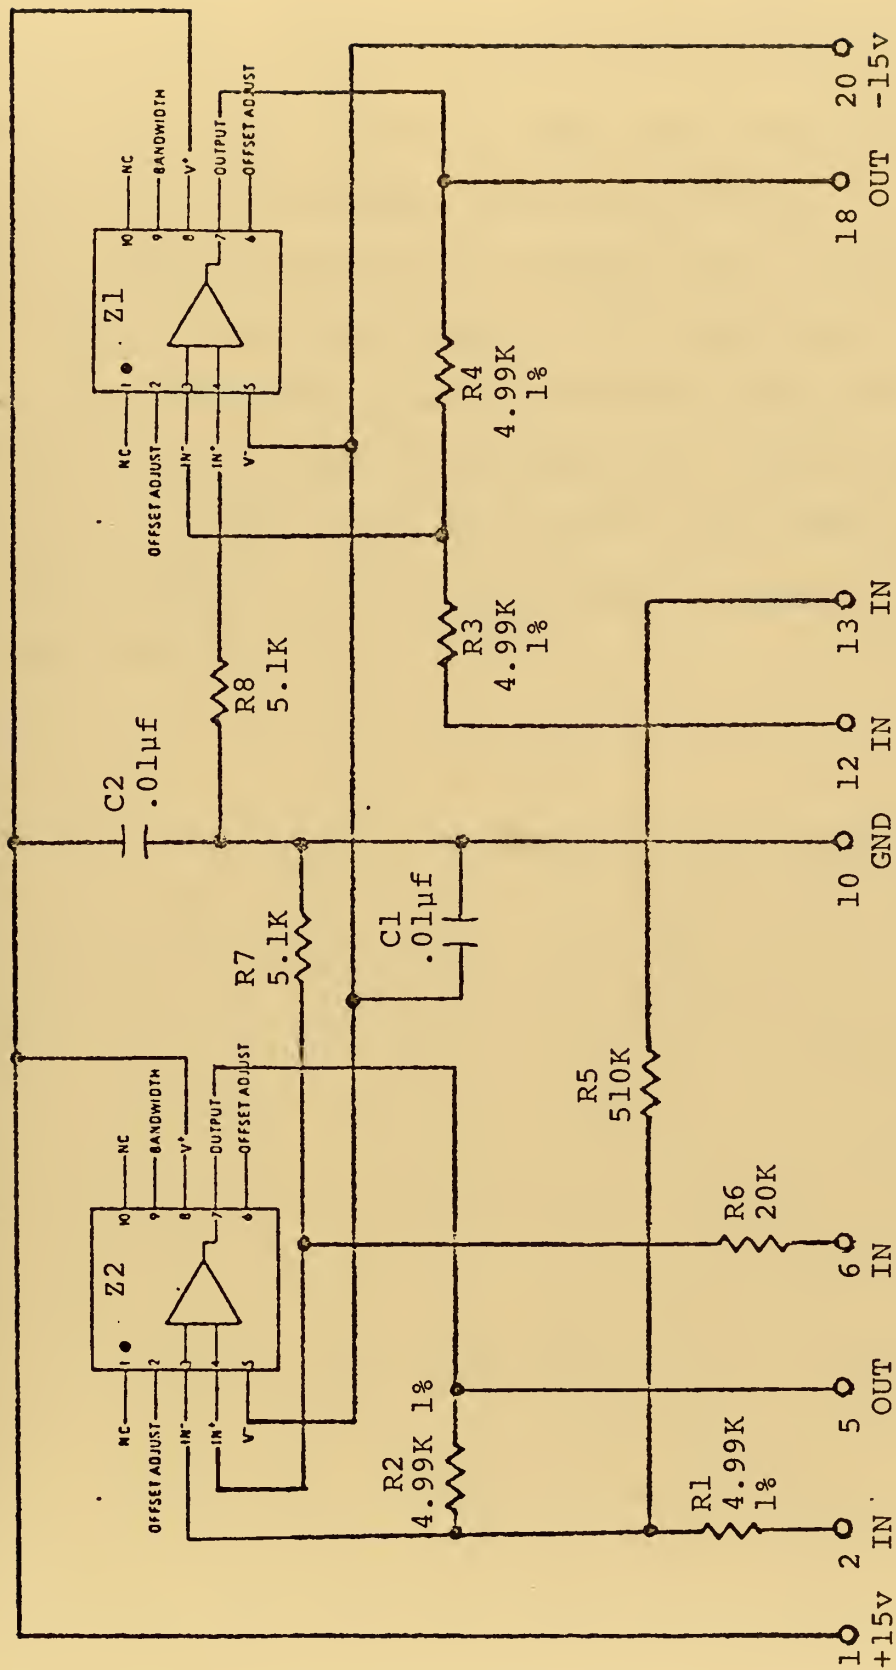 Z2
NC
OFFSET ADJUST
IN-
IN+
V-
1
2
3
4
5
10
9
8
7
6
NC
BANDWIDTH
V+
OUTPUT
OFFSET ADJUST
C2
.01µf
Z1
NC
OFFSET ADJUST
IN-
IN+
V-
1
2
3
4
5
10
9
8
7
6
NC
BANDWIDTH
V+
OUTPUT
OFFSET ADJUST
R7
5.1K
R8
5.1K
R2
4.99K 1%
C1
.01µf
R3
4.99K
1%
R4
4.99K
1%
R5
510K
R1
4.99K
1%
R6
20K
1
+15v
2
IN
5
OUT
6
IN
10
GND
12
IN
13
IN
18
OUT
20
-15v